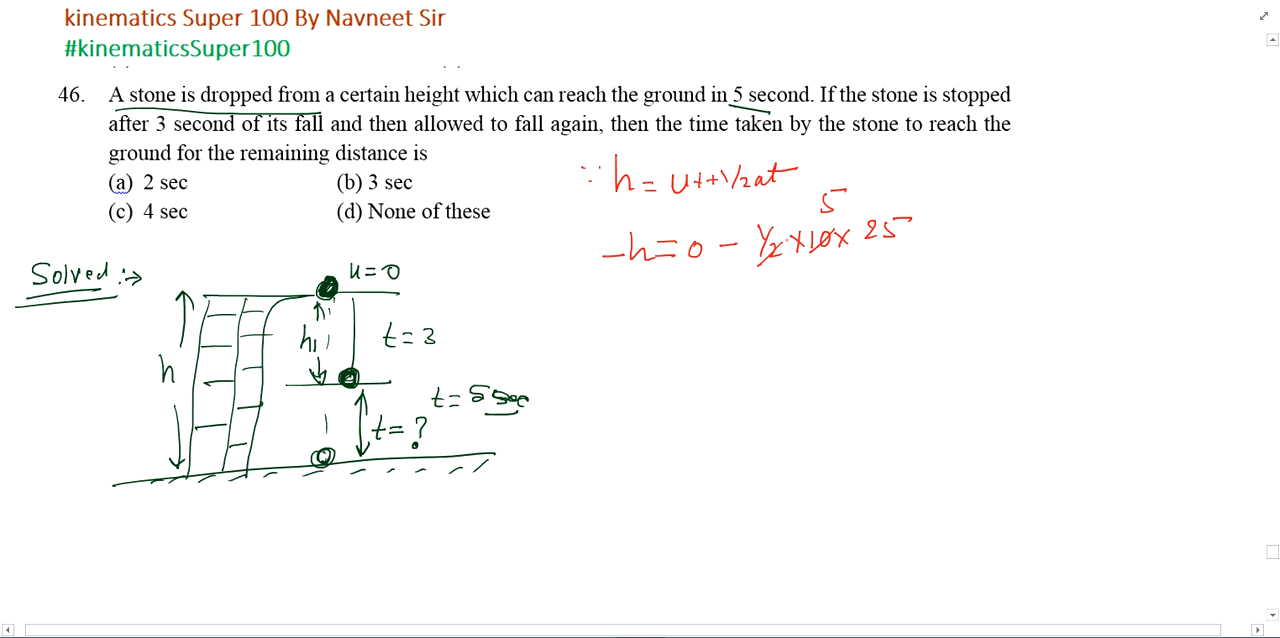 kinematics Super 100 By Navneet Sir
#kinematicsSuper100
46. A stone is dropped from a certain height which can reach the ground in 5 second. If the stone is stopped
after 3 second of its fall and then allowed to fall again, then the time taken by the stone to reach the
ground for the remaining distance is
(a) 2 sec (b) 3 sec
(c) 4 sec (d) None of these
∵ h = ut + 1/2 at
5
-h = 0 - 1/2 × 10 × 25
Solved :→
u = 0
h1
t = 3
h
t = 5 sec
t = ?